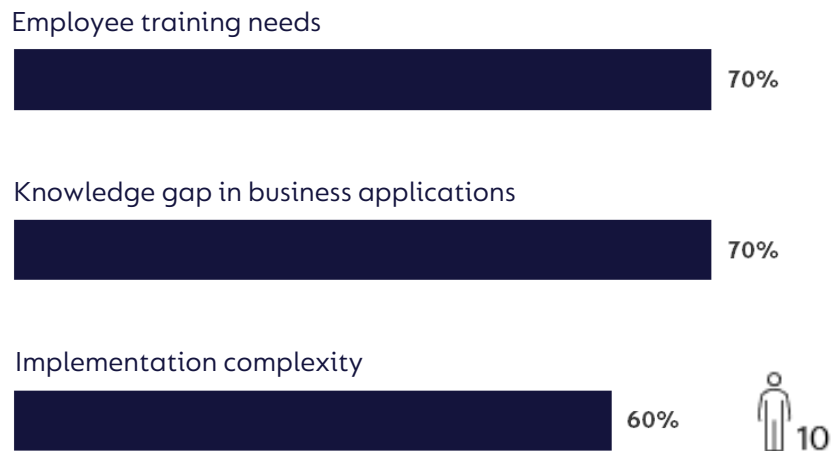 Employee training needs
70%
Knowledge gap in business applications
70%
Implementation complexity
60%
10